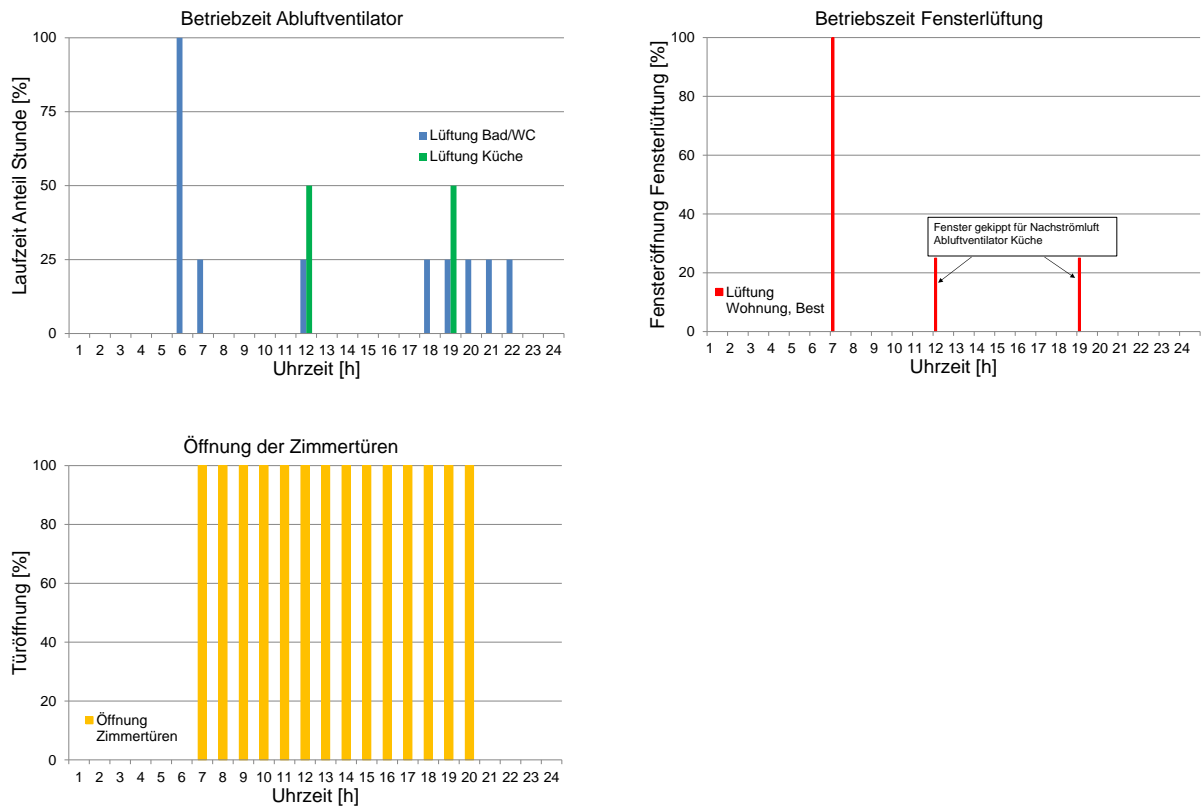 Betriebzeit Abluftventilator
Laufzeit Anteil Stunde [%]
100
75
50
25
0
Lüftung Bad/WC
Lüftung Küche
1 2 3 4 5 6 7 8 9 10 11 12 13 14 15 16 17 18 19 20 21 22 23 24
Uhrzeit [h]
Betriebszeit Fensterlüftung
Fensteröffnung Fensterlüftung [%]
100
80
60
40
20
0
Fenster gekippt für Nachströmluft
Abluftventilator Küche
Lüftung
Wohnung, Best
1 2 3 4 5 6 7 8 9 10 11 12 13 14 15 16 17 18 19 20 21 22 23 24
Uhrzeit [h]
Öffnung der Zimmertüren
Türöffnung [%]
100
80
60
40
20
0
Öffnung
Zimmertüren
1 2 3 4 5 6 7 8 9 10 11 12 13 14 15 16 17 18 19 20 21 22 23 24
Uhrzeit [h]